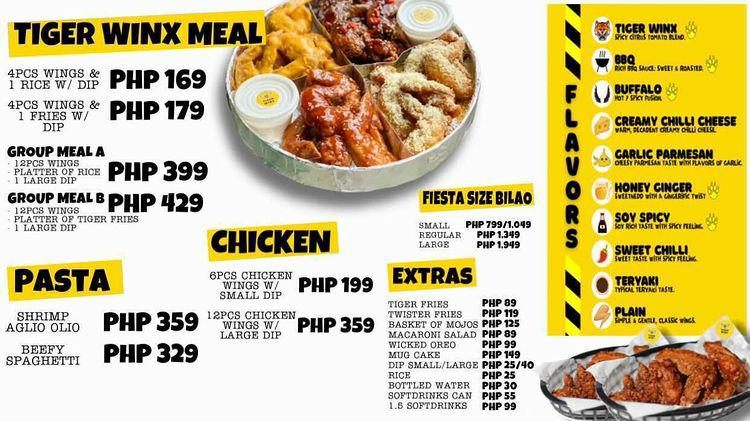 TIGER WINX MEAL
4PCS WINGS &
1 RICE W/ DIP PHP 169
4PCS WINGS &
1 FRIES W/
DIP
PHP 179
GROUP MEAL A
- 12PCS WINGS
- PLATTER OF RICE
- 1 LARGE DIP
PHP 399
GROUP MEAL B
- 12PCS WINGS
- PLATTER OF TIGER FRIES
- 1 LARGE DIP
PHP 429
PASTA
SHRIMP
AGLIO OLIO
PHP 359
BEEFY
SPAGHETTI
PHP 329
CHICKEN
6PCS CHICKEN
WINGS W/
SMALL DIP
PHP 199
12PCS CHICKEN
WINGS W/
LARGE DIP
PHP 359
FIESTA SIZE BILAO
SMALL PHP 799/1.049
REGULAR PHP 1.349
LARGE PHP 1.949
EXTRAS
TIGER FRIES PHP 89
TWISTER FRIES PHP 119
BASKET OF MOJOS PHP 125
MACARONI SALAD PHP 89
WICKED OREO PHP 99
MUG CAKE PHP 149
DIP SMALL/LARGE PHP 25/40
RICE PHP 25
BOTTLED WATER PHP 30
SOFTDRINKS CAN PHP 55
1.5 SOFTDRINKS PHP 99
FLAVORS
TIGER WINX
SPICY CITRUS TOMATO BLEND.
BBQ
RICH BBQ SAUCE: SWEET & ROASTED.
BUFFALO
HOT / SPICY FUSION.
CREAMY CHILLI CHEESE
WARM, DECADENT CREAMY CHILLI CHEESE.
GARLIC PARMESAN
CHEESY PARMESAN TASTE WITH FLAVORS OF GARLIC.
HONEY GINGER
SWEETNEDD WITH A GINGERIFIC TWIST
SOY SPICY
SOY RICH TASTE WITH SPICY FEELING.
SWEET CHILLI
SWEET TASTE WITH SPICY FEELING.
TERYAKI
TYPICAL TERYAKI TASTE.
PLAIN
SIMPLE & GENTLE, CLASSIC WINGS.